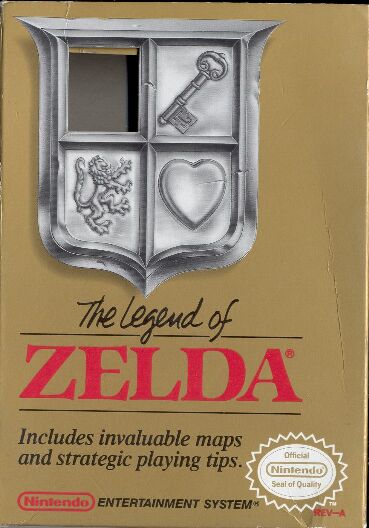 The Legend of
ZELDA®
Includes invaluable maps
and strategic playing tips.
Official
Nintendo®
Seal of Quality
Nintendo®
ENTERTAINMENT SYSTEM®
REV-A